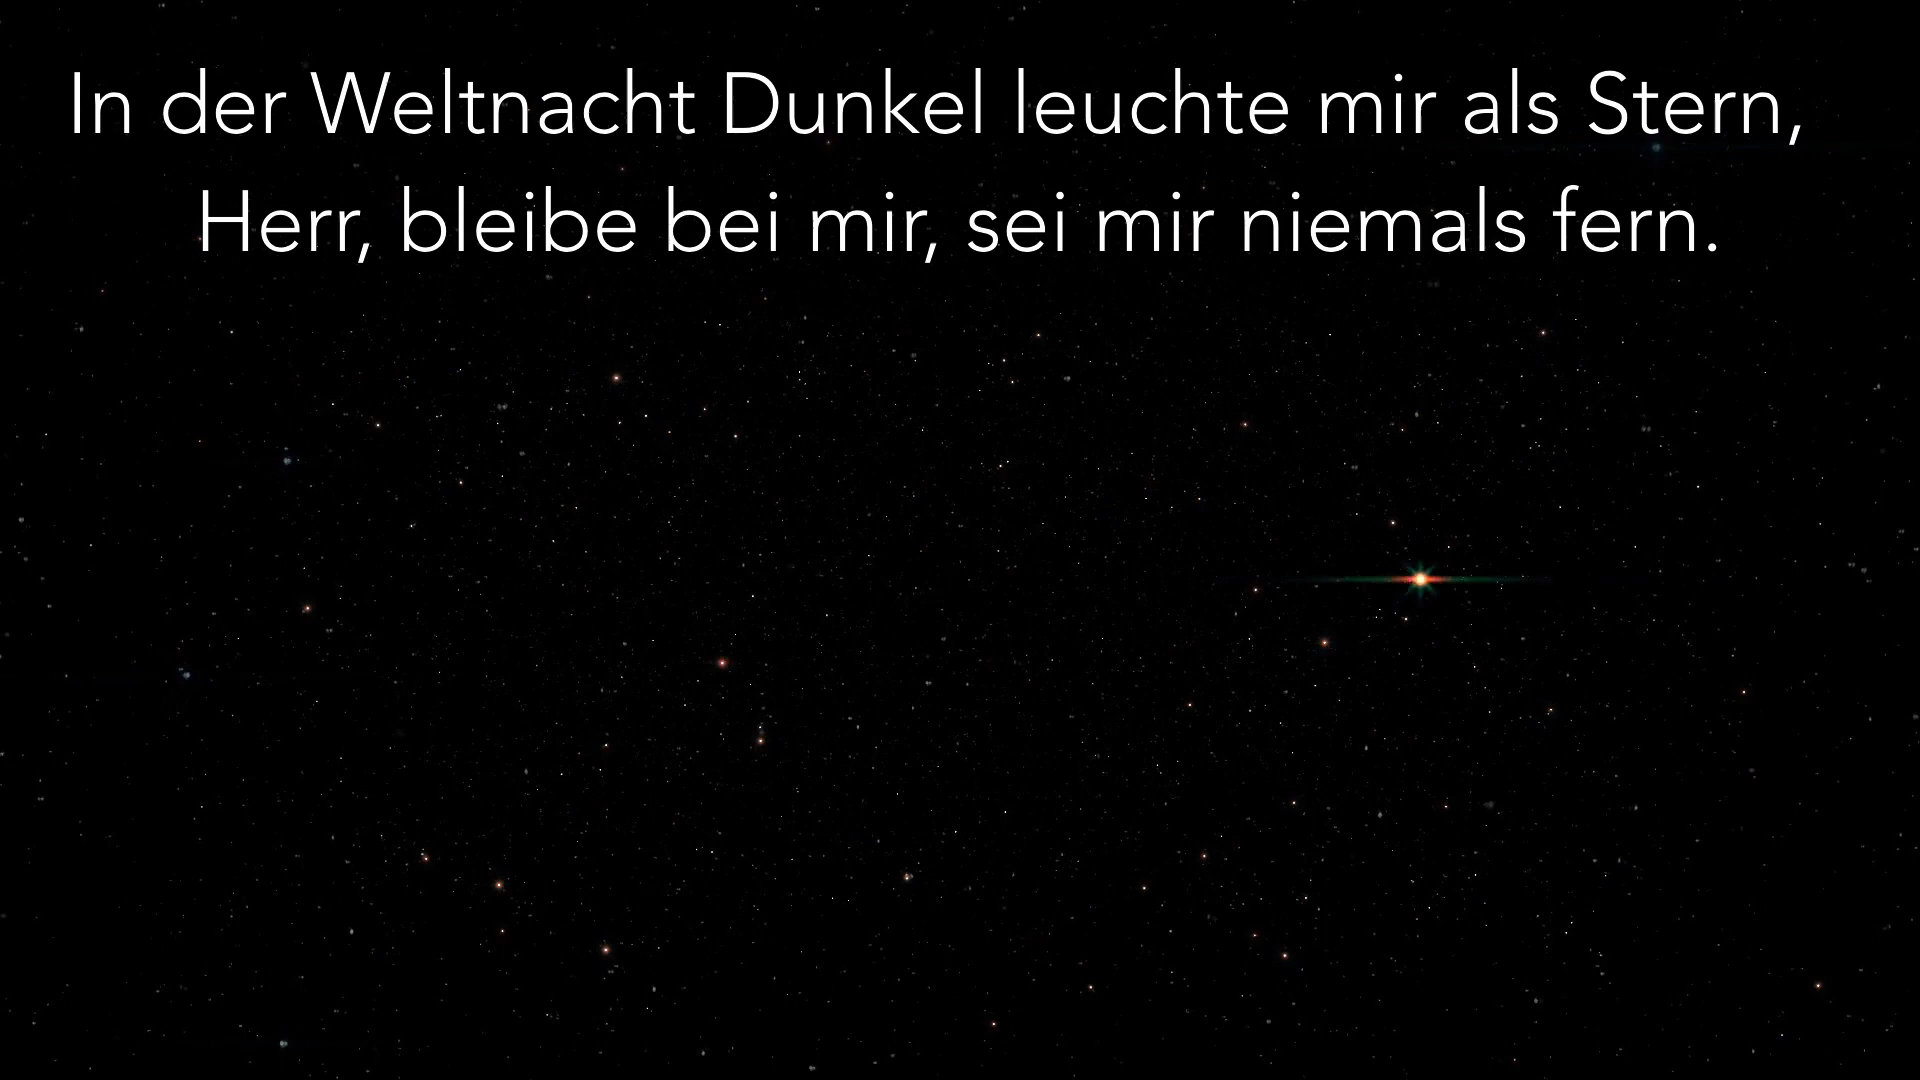 In der Weltnacht Dunkel leuchte mir als Stern,
Herr, bleibe bei mir, sei mir niemals fern.